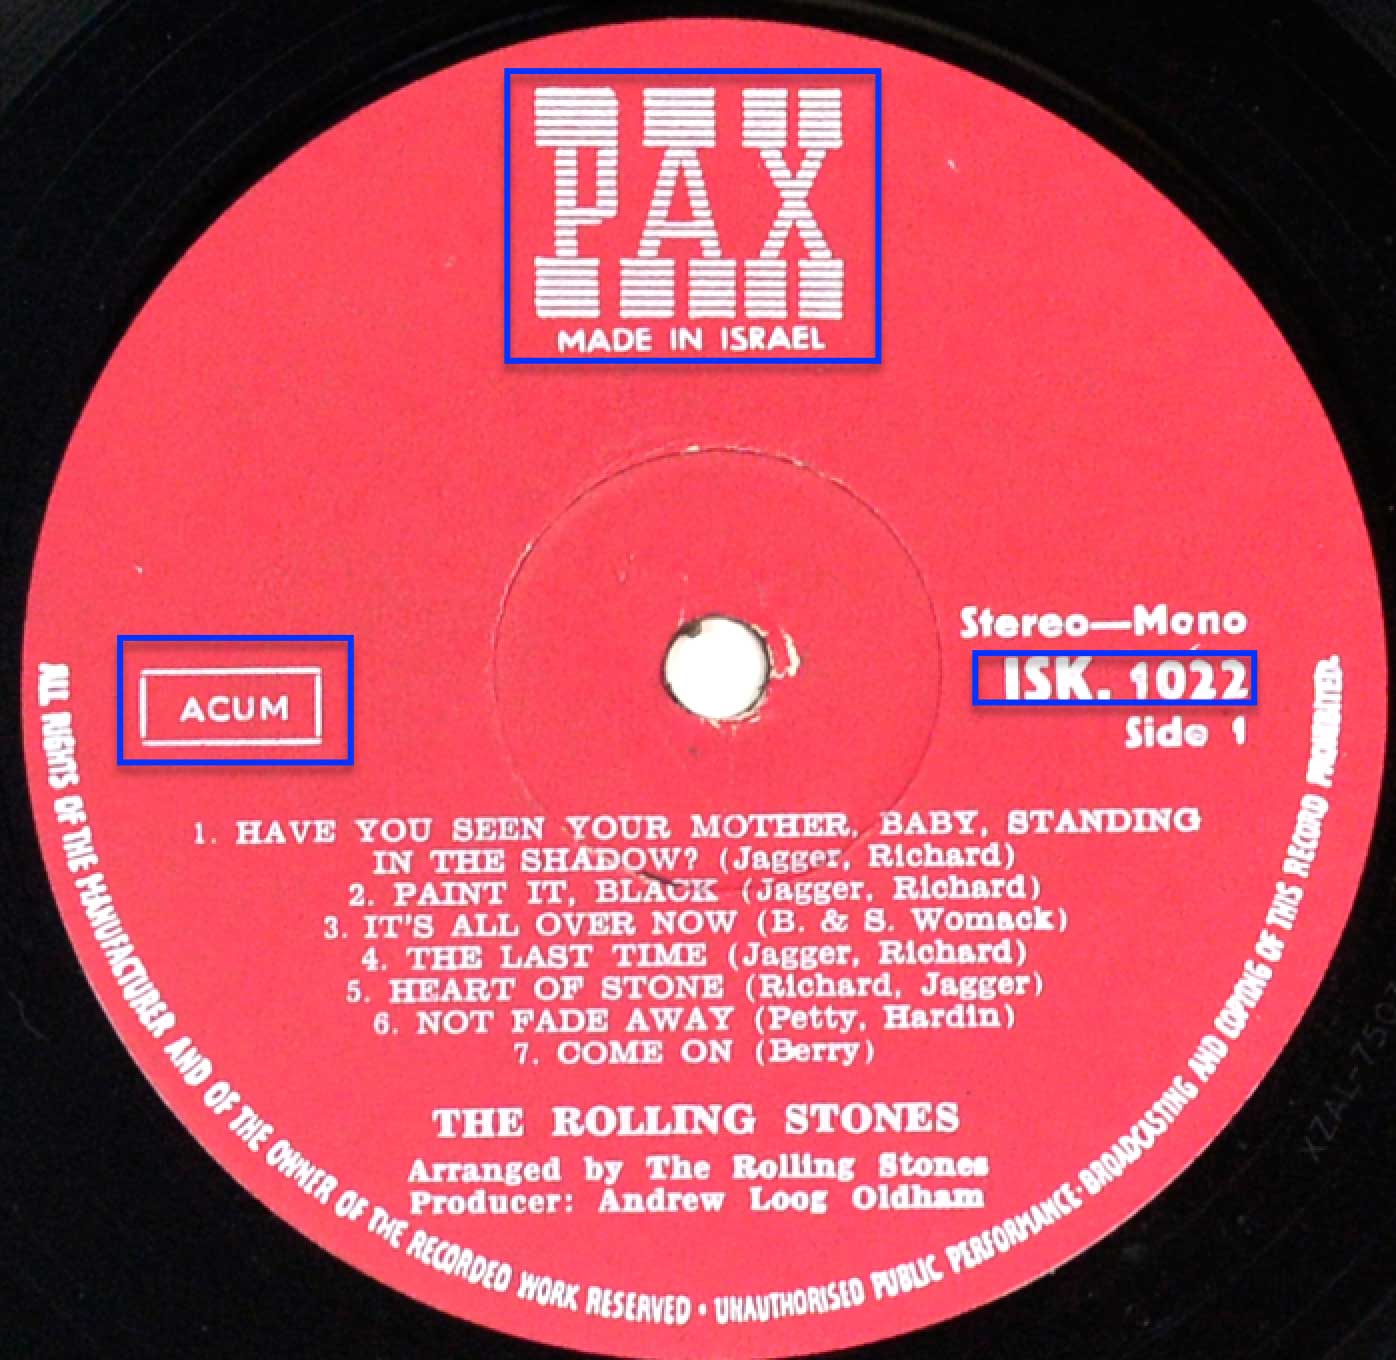 PAX
MADE IN ISRAEL
Stereo—Mono
ISK. 1022
Side 1
ACUM
1. HAVE YOU SEEN YOUR MOTHER, BABY, STANDING
IN THE SHADOW? (Jagger, Richard)
2. PAINT IT, BLACK (Jagger, Richard)
3. IT'S ALL OVER NOW (B. & S. Womack)
4. THE LAST TIME (Jagger, Richard)
5. HEART OF STONE (Richard, Jagger)
6. NOT FADE AWAY (Petty, Hardin)
7. COME ON (Berry)
THE ROLLING STONES
Arranged by The Rolling Stones
Producer: Andrew Loog Oldham
ALL RIGHTS OF THE MANUFACTURER AND OF THE OWNER OF THE RECORDED WORK RESERVED • UNAUTHORISED PUBLIC PERFORMANCE • BROADCASTING AND COPYING OF THIS RECORD PROHIBITED.